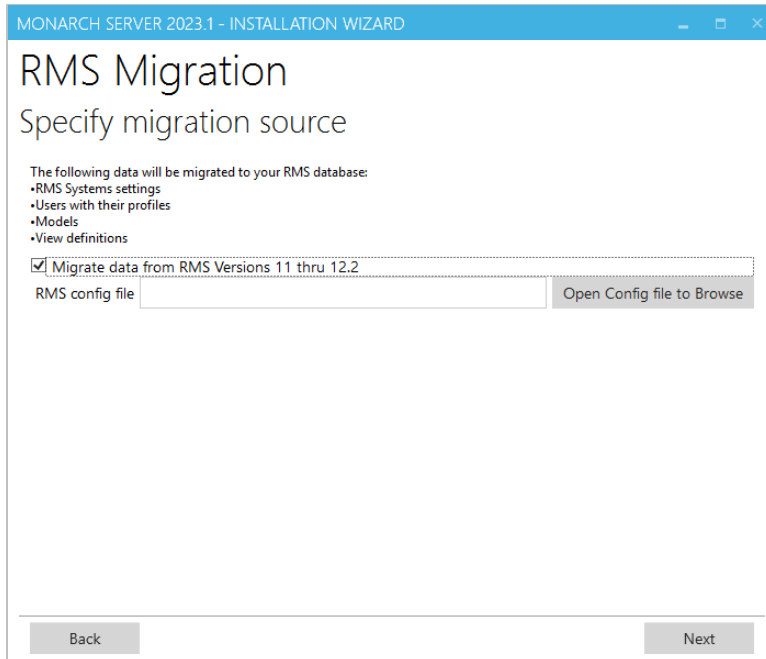 MONARCH SERVER 2023.1 - INSTALLATION WIZARD
RMS Migration
Specify migration source
The following data will be migrated to your RMS database:
•RMS Systems settings
•Users with their profiles
•Models
•View definitions
Migrate data from RMS Versions 11 thru 12.2
RMS config file
Open Config file to Browse
Back
Next